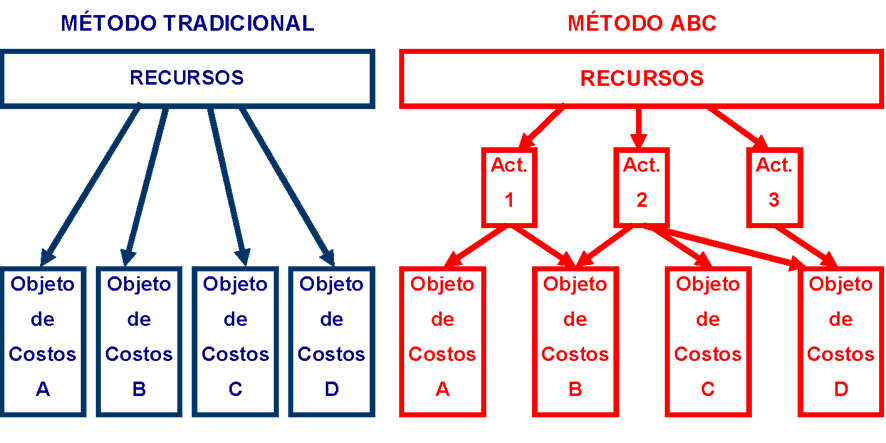 MÉTODO TRADICIONAL
RECURSOS
Objeto
de
Costos
A
Objeto
de
Costos
B
Objeto
de
Costos
C
Objeto
de
Costos
D
MÉTODO ABC
RECURSOS
Act.
1
Act.
2
Act.
3
Objeto
de
Costos
A
Objeto
de
Costos
B
Objeto
de
Costos
C
Objeto
de
Costos
D